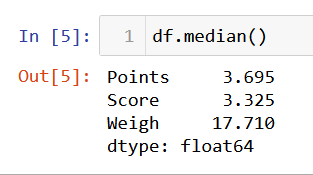 In [5]: 1 df.median()
Out[5]: Points 3.695
Score 3.325
Weigh 17.710
dtype: float64